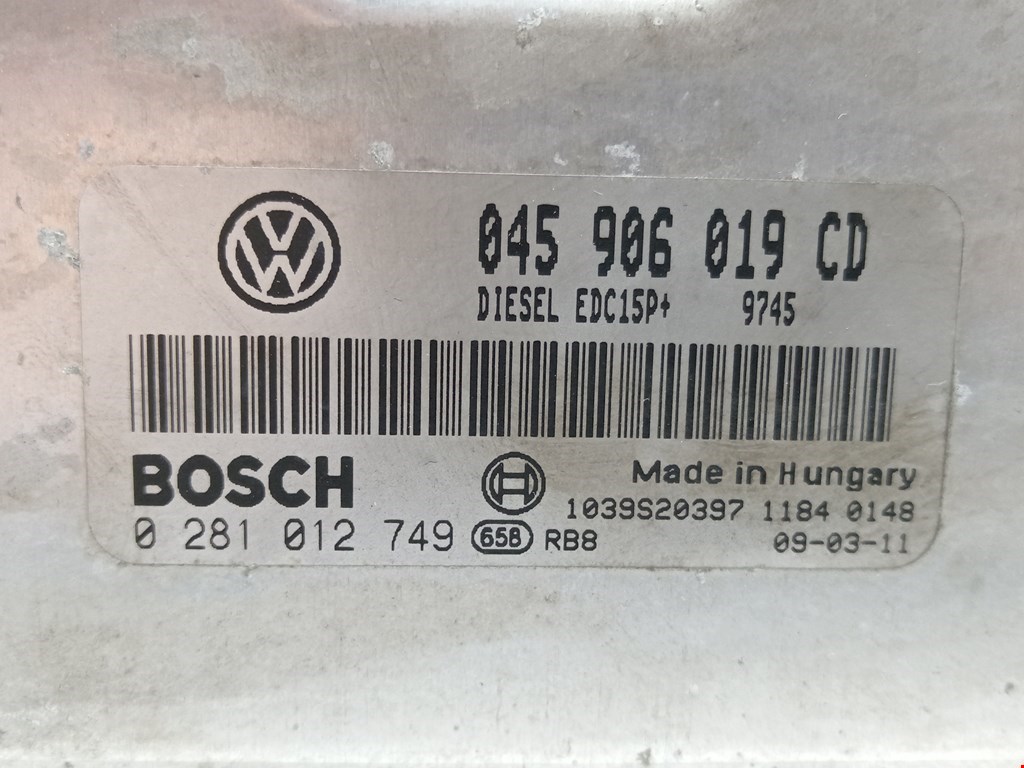 045 906 019 CD
DIESEL EDC15P+ 9745
BOSCH
Made in Hungary
1039S20397 1184 0148
0 281 012 749 658 RB8 09-03-11